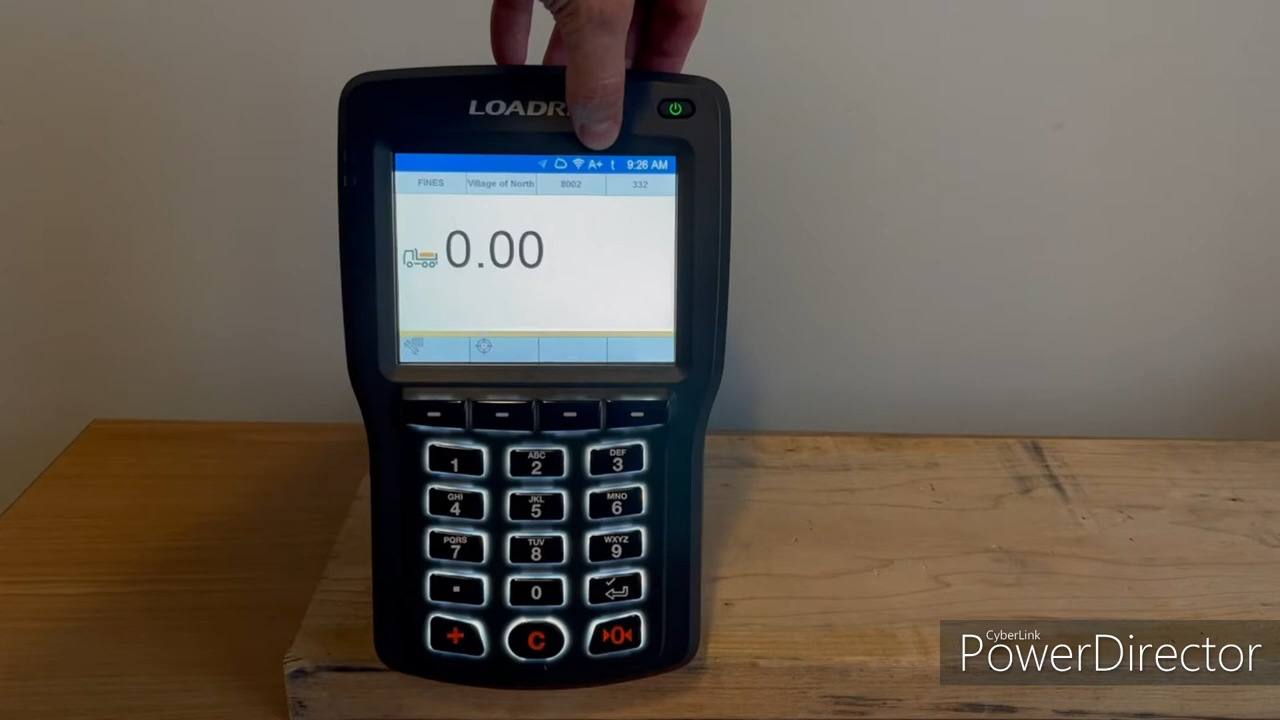 LOADR
A+ t 9:26 AM
FINES Village of North 8002 332
0.00
1 ABC 2 DEF 3
GHI 4 JKL 5 MNO 6
PQRS 7 TUV 8 WXYZ 9
. 0
+ C 0
CyberLink
PowerDirector